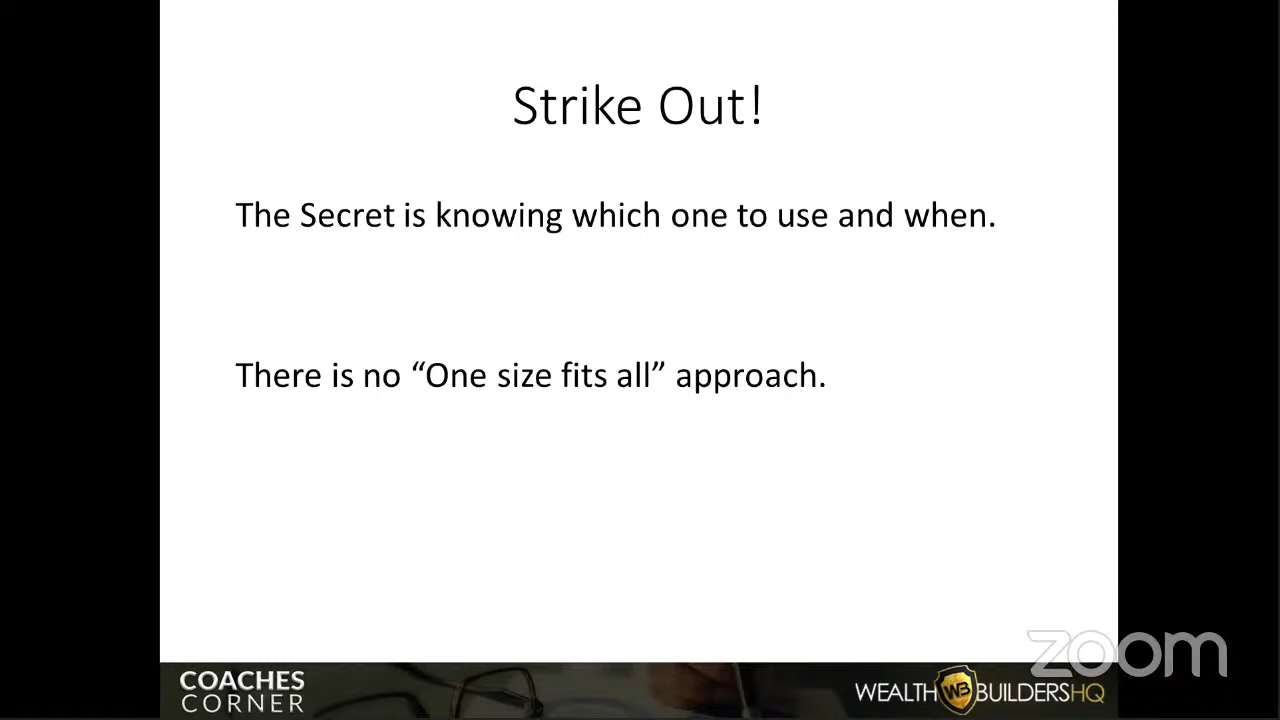 Strike Out!
The Secret is knowing which one to use and when.
There is no “One size fits all” approach.
zoom
COACHES
CORNER
WEALTH WB BUILDERSHQ